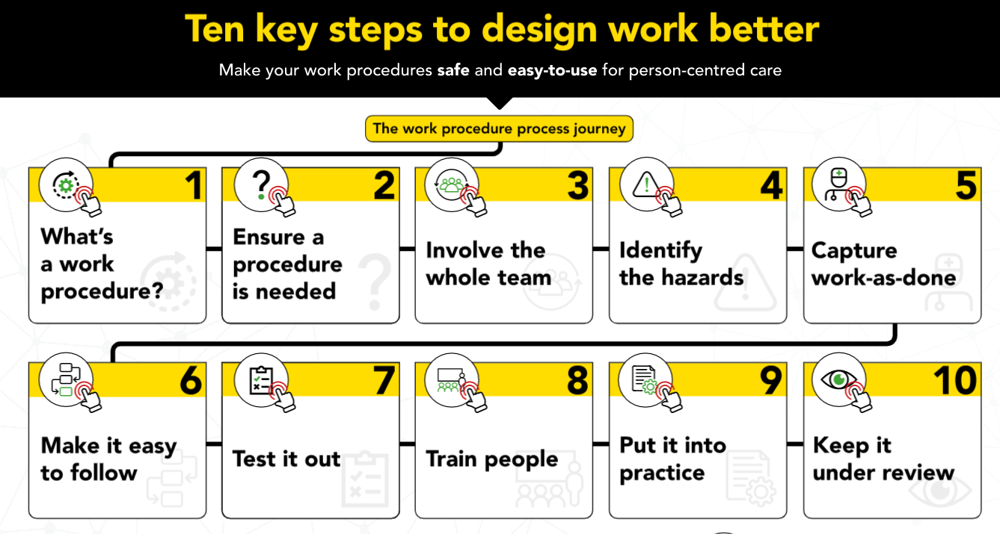 Ten key steps to design work better
Make your work procedures safe and easy-to-use for person-centred care
The work procedure process journey
1
What's
a work
procedure?
2
Ensure a
procedure
is needed
3
Involve the
whole team
4
Identify
the hazards
5
Capture
work-as-done
6
Make it easy
to follow
7
Test it out
8
Train people
9
Put it into
practice
10
Keep it
under review